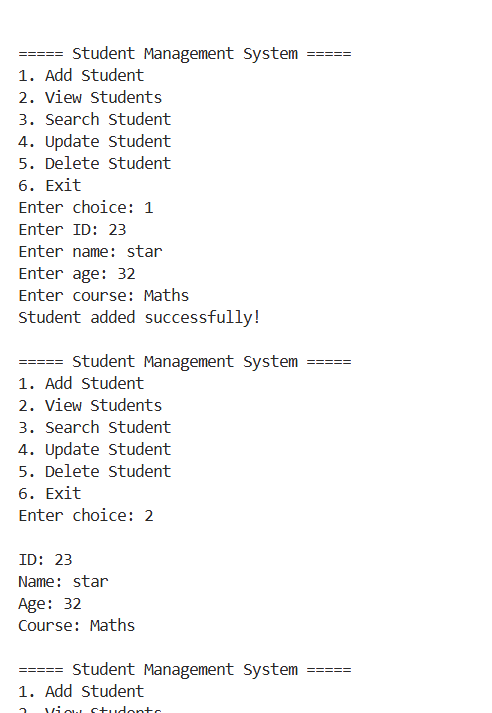 ===== Student Management System =====
1. Add Student
2. View Students
3. Search Student
4. Update Student
5. Delete Student
6. Exit
Enter choice: 1
Enter ID: 23
Enter name: star
Enter age: 32
Enter course: Maths
Student added successfully!

===== Student Management System =====
1. Add Student
2. View Students
3. Search Student
4. Update Student
5. Delete Student
6. Exit
Enter choice: 2

ID: 23
Name: star
Age: 32
Course: Maths

===== Student Management System =====
1. Add Student
2. View Students